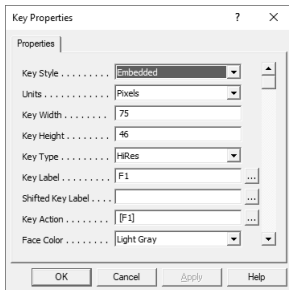 Key Properties ? X
Properties
Key Style . . . . . . . . . Embedded
Units . . . . . . . . . . . . . Pixels
Key Width . . . . . . . . 75
Key Height . . . . . . . . 46
Key Type . . . . . . . . . . HiRes
Key Label . . . . . . . . . F1 ...
Shifted Key Label . . . . ...
Key Action . . . . . . . . . [F1] ...
Face Color . . . . . . . . Light Gray
OK Cancel Apply Help